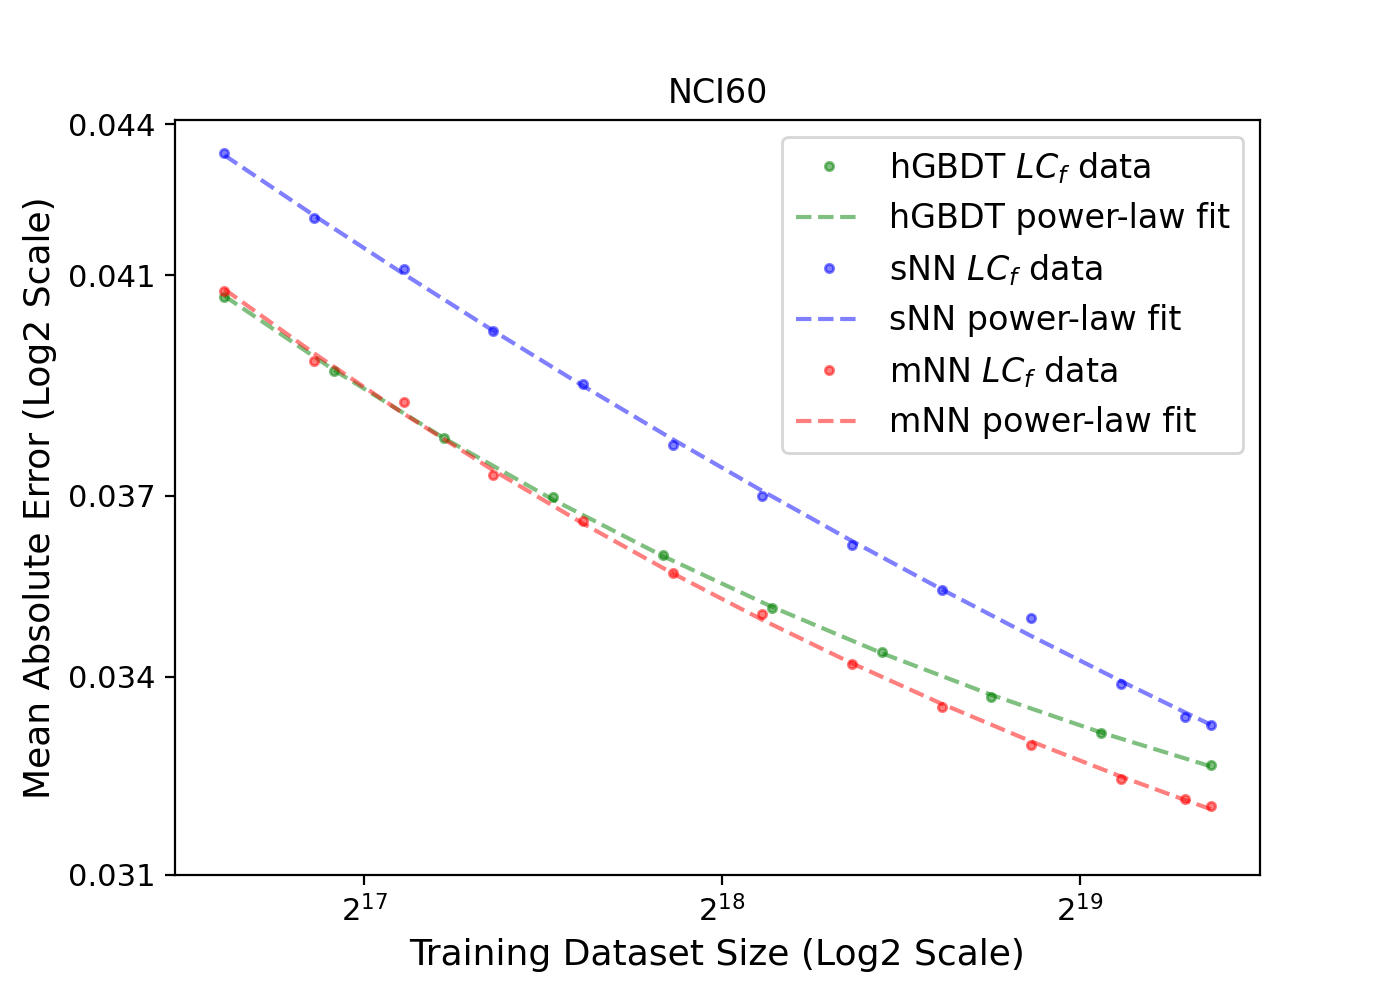 NCI60
0.044
0.041
0.037
0.034
0.031
Mean Absolute Error (Log2 Scale)
hGBDT LC_f data
hGBDT power-law fit
sNN LC_f data
sNN power-law fit
mNN LC_f data
mNN power-law fit
2^17 2^18 2^19
Training Dataset Size (Log2 Scale)